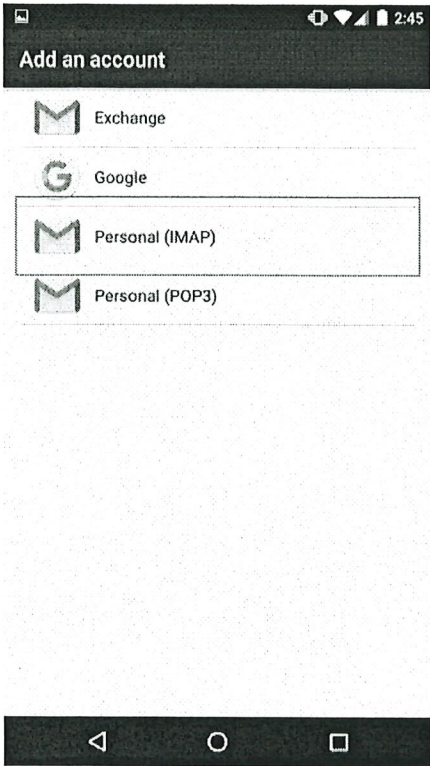 2:45
Add an account
Exchange
G Google
Personal (IMAP)
Personal (POP3)